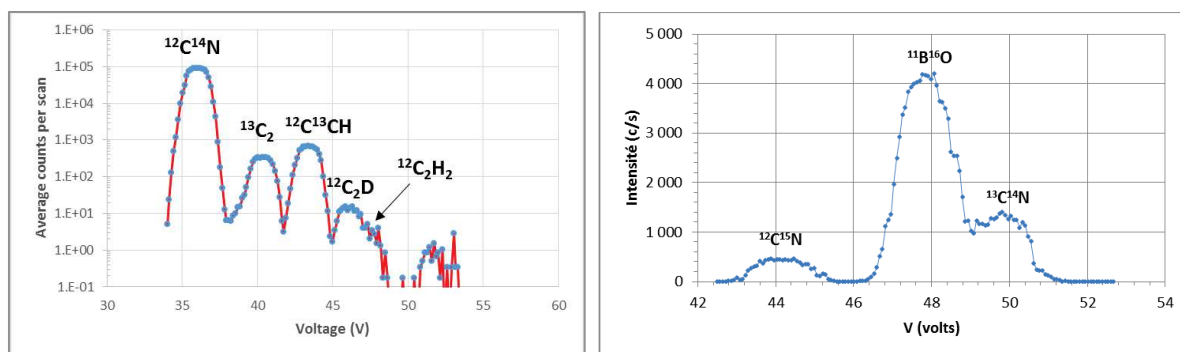 1.E+06
1.E+05
1.E+04
1.E+03
1.E+02
1.E+01
1.E+00
1.E-01
Average counts per scan
¹²C¹⁴N
¹³C₂
¹²C¹³CH
¹²C₂D
¹²C₂H₂
30 35 40 45 50 55 60
Voltage (V)
5 000
4 000
3 000
2 000
1 000
0
Intensité (c/s)
¹¹B¹⁶O
¹³C¹⁴N
¹²C¹⁵N
42 44 46 48 50 52 54
V (volts)